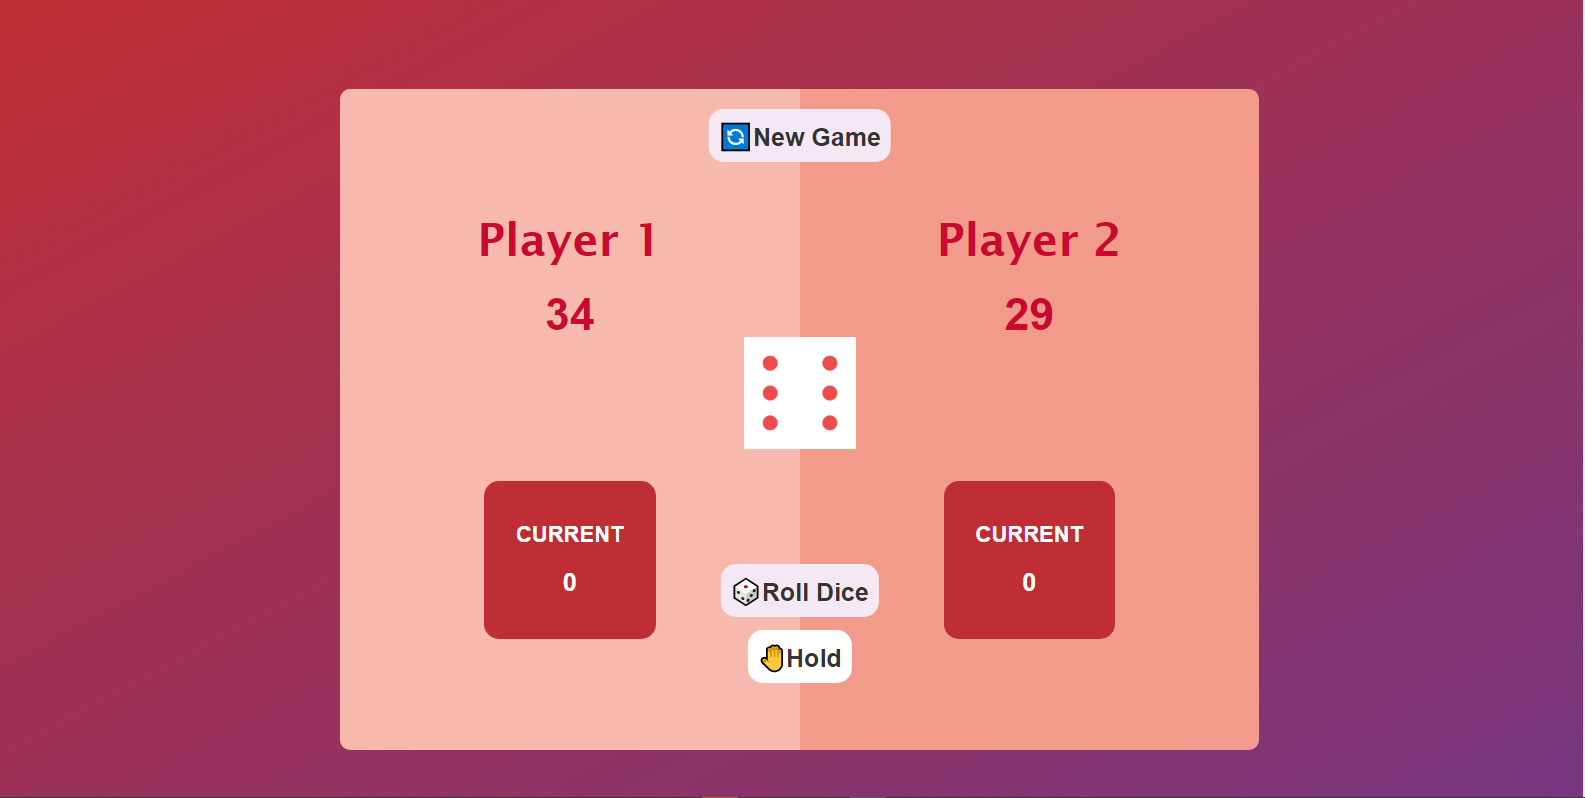 New Game
Player 1
34
CURRENT
0
Player 2
29
CURRENT
0
Roll Dice
Hold